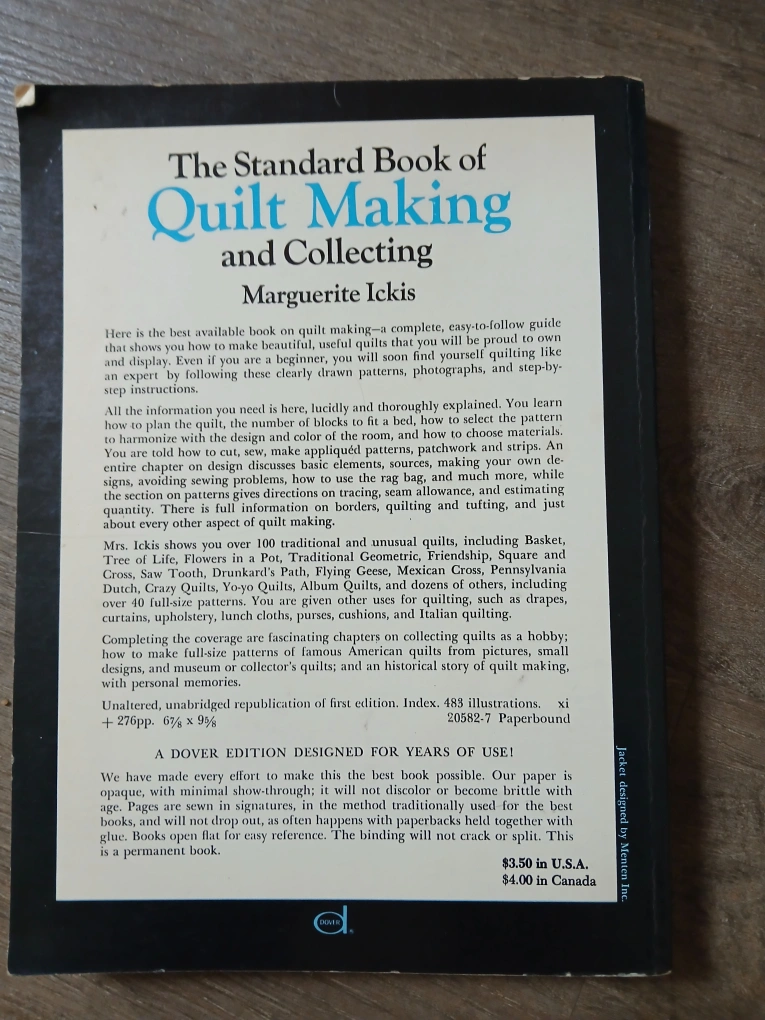 The Standard Book of
Quilt Making
and Collecting
Marguerite Ickis
Here is the best available book on quilt making—a complete, easy-to-follow guide
that shows you how to make beautiful, useful quilts that you will be proud to own
and display. Even if you are a beginner, you will soon find yourself quilting like
an expert by following these clearly drawn patterns, photographs, and step-by-
step instructions.
All the information you need is here, lucidly and thoroughly explained. You learn
how to plan the quilt, the number of blocks to fit a bed, how to select the pattern
to harmonize with the design and color of the room, and how to choose materials.
You are told how to cut, sew, make appliquéd patterns, patchwork and strips. An
entire chapter on design discusses basic elements, sources, making your own de-
signs, avoiding sewing problems, how to use the rag bag, and much more, while
the section on patterns gives directions on tracing, seam allowance, and estimating
quantity. There is full information on borders, quilting and tufting, and just
about every other aspect of quilt making.
Mrs. Ickis shows you over 100 traditional and unusual quilts, including Basket,
Tree of Life, Flowers in a Pot, Traditional Geometric, Friendship, Square and
Cross, Saw Tooth, Drunkard's Path, Flying Geese, Mexican Cross, Pennsylvania
Dutch, Crazy Quilts, Yo-yo Quilts, Album Quilts, and dozens of others, including
over 40 full-size patterns. You are given other uses for quilting, such as drapes,
curtains, upholstery, lunch cloths, purses, cushions, and Italian quilting.
Completing the coverage are fascinating chapters on collecting quilts as a hobby;
how to make full-size patterns of famous American quilts from pictures, small
designs, and museum or collector's quilts; and an historical story of quilt making,
with personal memories.
Unaltered, unabridged republication of first edition. Index. 483 illustrations. xi
+ 276pp. 6⅞ x 9⅝ 20582-7 Paperbound
A DOVER EDITION DESIGNED FOR YEARS OF USE!
We have made every effort to make this the best book possible. Our paper is
opaque, with minimal show-through; it will not discolor or become brittle with
age. Pages are sewn in signatures, in the method traditionally used for the best
books, and will not drop out, as often happens with paperbacks held together with
glue. Books open flat for easy reference. The binding will not crack or split. This
is a permanent book.
$3.50 in U.S.A.
$4.00 in Canada
Jacket designed by Menten Inc.
DOVER